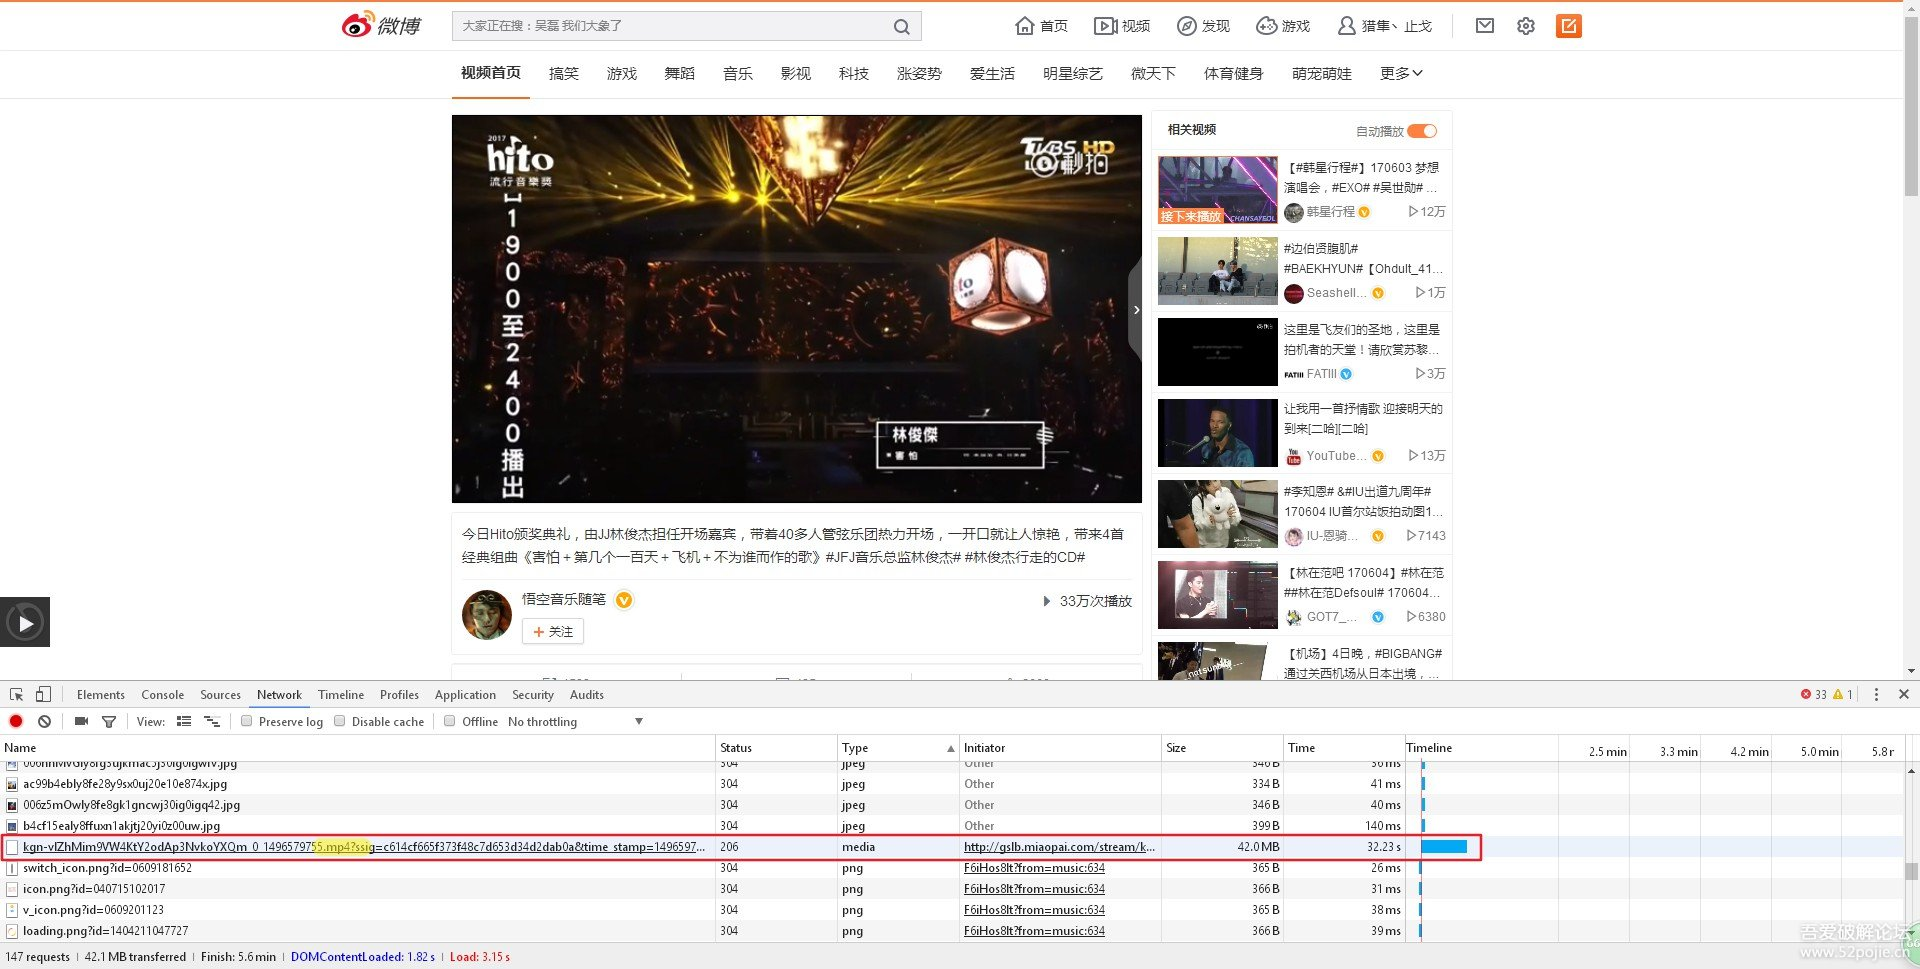 微博
大家正在搜：吴磊 我们大象了
首页 视频 发现 游戏 猎隼丶止戈
视频首页 搞笑 游戏 舞蹈 音乐 影视 科技 涨姿势 爱生活 明星综艺 微天下 体育健身 萌宠萌娃 更多
2017
hito
流行音樂獎
1900至2400播出
TVBS HD
秒拍
林俊傑
害怕
相关视频 自动播放
【#韩星行程#】170603 梦想
演唱会，#EXO# #吴世勋# ...
接下来播放
CHANSAYEOL
韩星行程 12万
#边伯贤腹肌#
#BAEKHYUN#【Ohdult_41...
Seashell... 1万
这里是飞友们的圣地，这里是
拍机者的天堂！请欣赏苏黎...
FATIII FATIII 3万
让我用一首抒情歌 迎接明天的
到来[二哈][二哈]
You Tube YouTube... 13万
#李知恩# &#IU出道九周年#
170604 IU首尔站饭拍动图1...
IU-恩骑... 7143
【林在范吧 170604】#林在范
##林在范Defsoul# 170604...
GOT7_... 6380
【机场】4日晚，#BIGBANG#
通过关西机场从日本出境，...
今日Hito颁奖典礼，由JJ林俊杰担任开场嘉宾，带着40多人管弦乐团热力开场，一开口就让人惊艳，带来4首
经典组曲《害怕＋第几个一百天＋飞机＋不为谁而作的歌》#JFJ音乐总监林俊杰# #林俊杰行走的CD#
悟空音乐随笔 33万次播放
+ 关注
Elements Console Sources Network Timeline Profiles Application Security Audits 33 1
View: Preserve log Disable cache Offline No throttling
Name Status Type Initiator Size Time Timeline 2.5 min 3.3 min 4.2 min 5.0 min 5.8 r
304 jpeg Other 346 B 36 ms
ac99b4ebly8fe28y9sx0uj20e10e874x.jpg 304 jpeg Other 334 B 41 ms
006z5mOwly8fe8gk1gncwj30ig0igq42.jpg 304 jpeg Other 346 B 40 ms
b4cf15ealy8ffuxn1akjtj20yi0z00uw.jpg 304 jpeg Other 399 B 140 ms
kgn-vlZhMim9VW4KtY2odAp3NvkoYXQm_0_1496579755.mp4?ssig=c614cf665f373f48c7d653d34d2dab0a&time_stamp=1496597... 206 media http://gslb.miaopai.com/stream/k... 42.0 MB 32.23 s
switch_icon.png?id=0609181652 304 png F6iHos8It?from=music:634 365 B 26 ms
icon.png?id=040715102017 304 png F6iHos8It?from=music:634 366 B 31 ms
v_icon.png?id=0609201123 304 png F6iHos8It?from=music:634 365 B 38 ms
loading.png?id=1404211047727 304 png F6iHos8It?from=music:634 366 B 39 ms
147 requests | 42.1 MB transferred | Finish: 5.6 min | DOMContentLoaded: 1.82 s | Load: 3.15 s
吾爱破解论坛
www.52pojie.cn